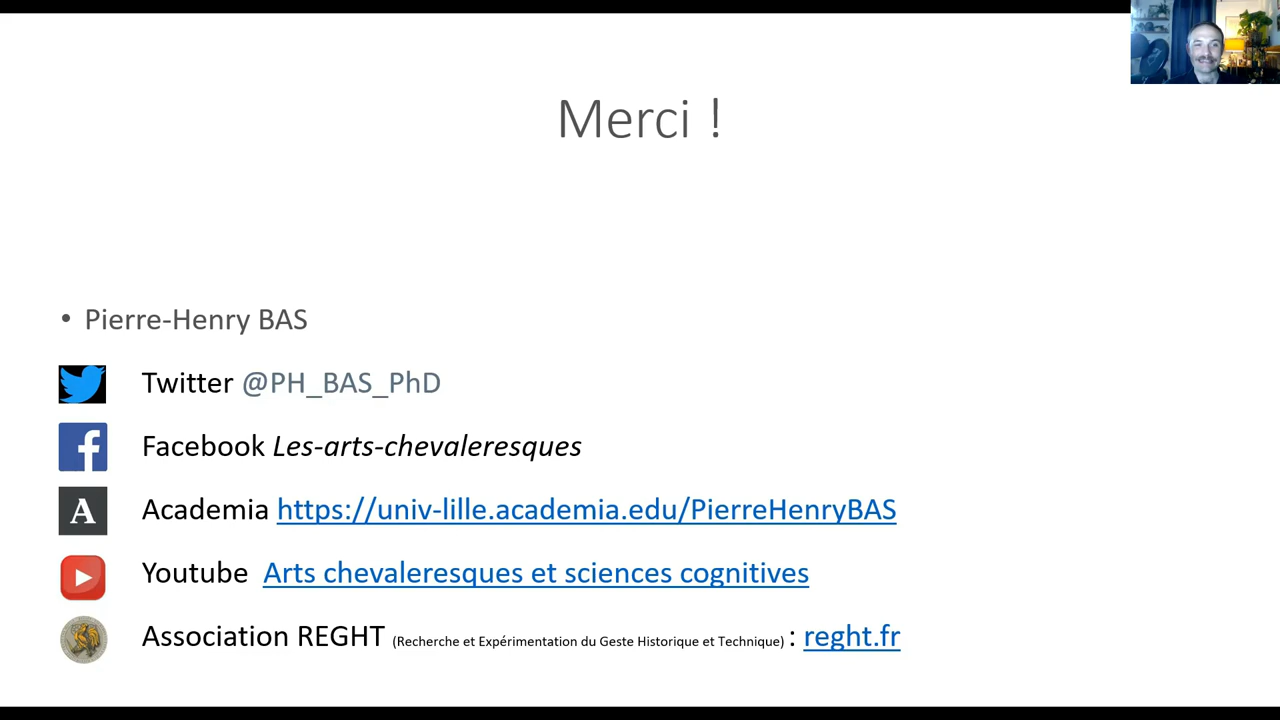 Merci !
• Pierre-Henry BAS
Twitter @PH_BAS_PhD
Facebook Les-arts-chevaleresques
A Academia https://univ-lille.academia.edu/PierreHenryBAS
Youtube Arts chevaleresques et sciences cognitives
Association REGHT (Recherche et Expérimentation du Geste Historique et Technique) : reght.fr